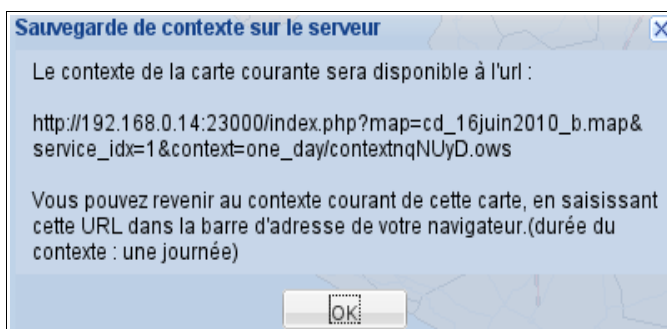 Sauvegarde de contexte sur le serveur
Le contexte de la carte courante sera disponible à l'url :
http://192.168.0.14:23000/index.php?map=cd_16juin2010_b.map&
service_idx=1&context=one_day/contextnqNUyD.ows
Vous pouvez revenir au contexte courant de cette carte, en saisissant
cette URL dans la barre d'adresse de votre navigateur.(durée du
contexte : une journée)
OK